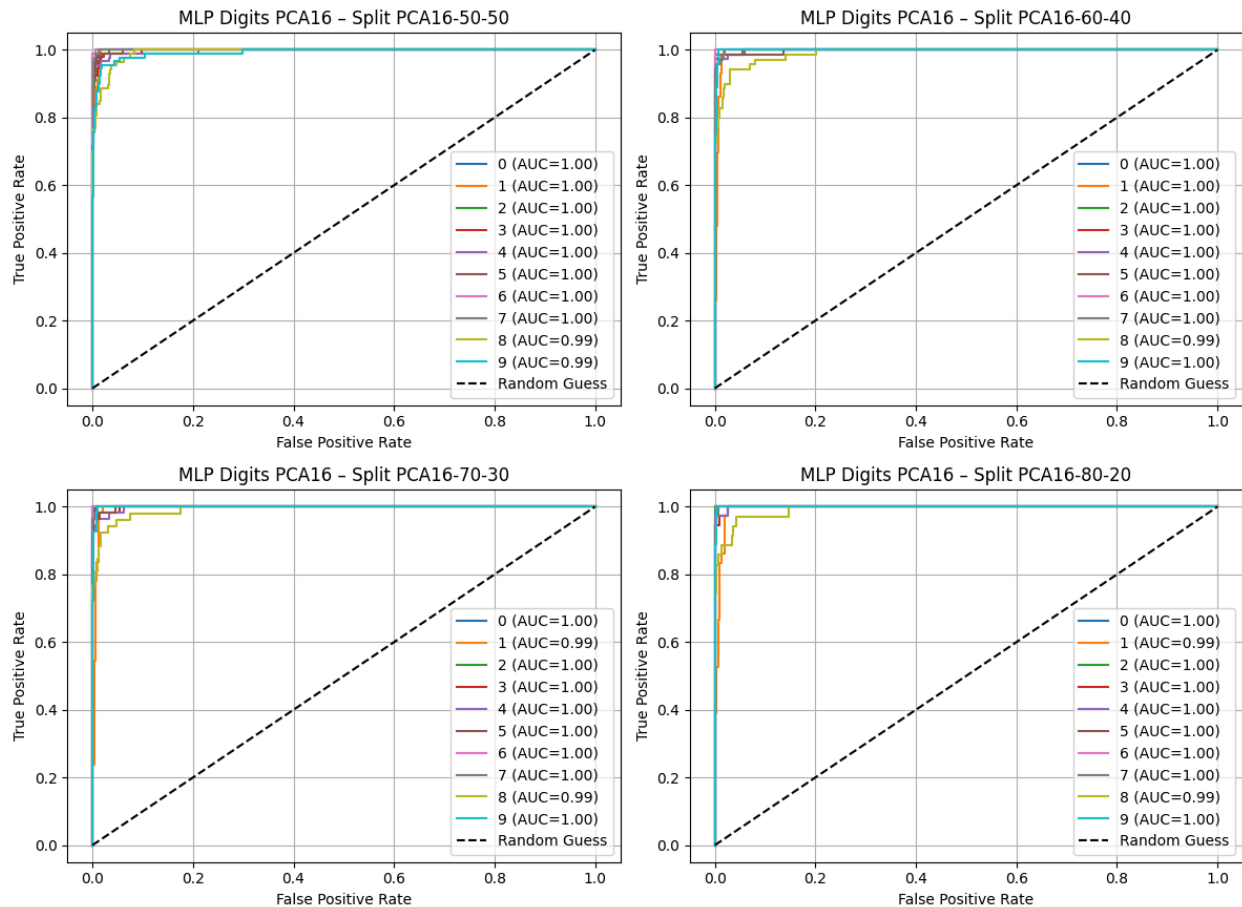 MLP Digits PCA16 – Split PCA16-50-50
True Positive Rate
1.0
0.8
0.6
0.4
0.2
0.0
0 (AUC=1.00)
1 (AUC=1.00)
2 (AUC=1.00)
3 (AUC=1.00)
4 (AUC=1.00)
5 (AUC=1.00)
6 (AUC=1.00)
7 (AUC=1.00)
8 (AUC=0.99)
9 (AUC=0.99)
Random Guess
0.0 0.2 0.4 0.6 0.8 1.0
False Positive Rate
MLP Digits PCA16 – Split PCA16-60-40
True Positive Rate
1.0
0.8
0.6
0.4
0.2
0.0
0 (AUC=1.00)
1 (AUC=1.00)
2 (AUC=1.00)
3 (AUC=1.00)
4 (AUC=1.00)
5 (AUC=1.00)
6 (AUC=1.00)
7 (AUC=1.00)
8 (AUC=0.99)
9 (AUC=1.00)
Random Guess
0.0 0.2 0.4 0.6 0.8 1.0
False Positive Rate
MLP Digits PCA16 – Split PCA16-70-30
True Positive Rate
1.0
0.8
0.6
0.4
0.2
0.0
0 (AUC=1.00)
1 (AUC=0.99)
2 (AUC=1.00)
3 (AUC=1.00)
4 (AUC=1.00)
5 (AUC=1.00)
6 (AUC=1.00)
7 (AUC=1.00)
8 (AUC=0.99)
9 (AUC=1.00)
Random Guess
0.0 0.2 0.4 0.6 0.8 1.0
False Positive Rate
MLP Digits PCA16 – Split PCA16-80-20
True Positive Rate
1.0
0.8
0.6
0.4
0.2
0.0
0 (AUC=1.00)
1 (AUC=0.99)
2 (AUC=1.00)
3 (AUC=1.00)
4 (AUC=1.00)
5 (AUC=1.00)
6 (AUC=1.00)
7 (AUC=1.00)
8 (AUC=0.99)
9 (AUC=1.00)
Random Guess
0.0 0.2 0.4 0.6 0.8 1.0
False Positive Rate